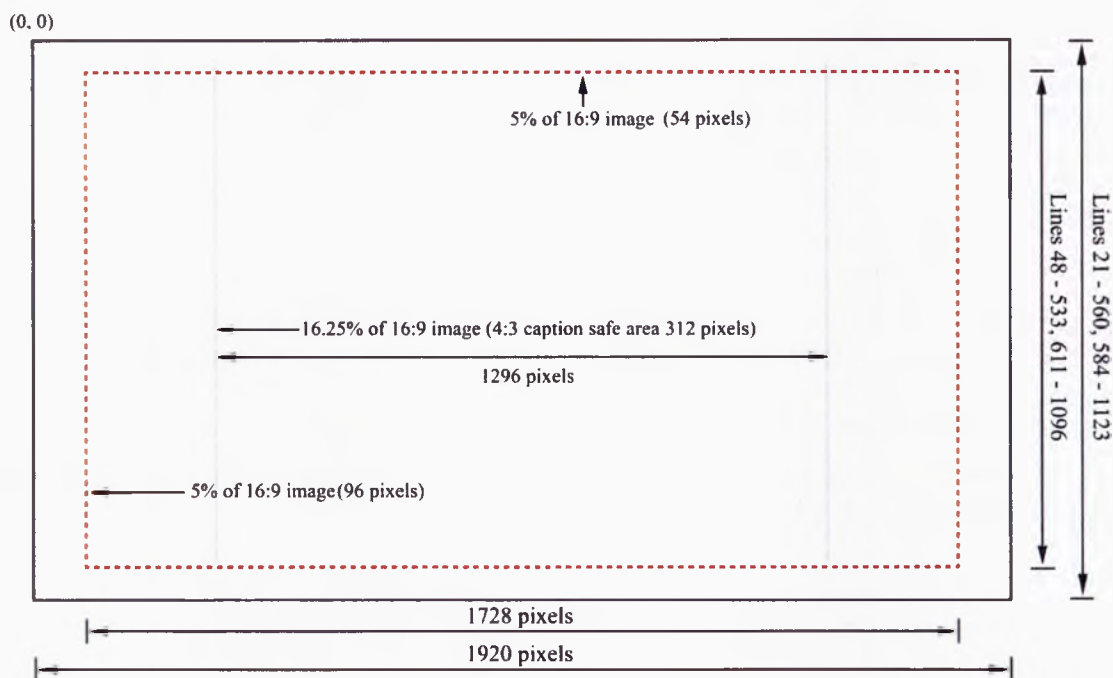 (0, 0)
5% of 16:9 image (54 pixels)
16.25% of 16:9 image (4:3 caption safe area 312 pixels)
1296 pixels
5% of 16:9 image (96 pixels)
Lines 48 - 533, 611 - 1096
Lines 21 - 560, 584 - 1123
1728 pixels
1920 pixels